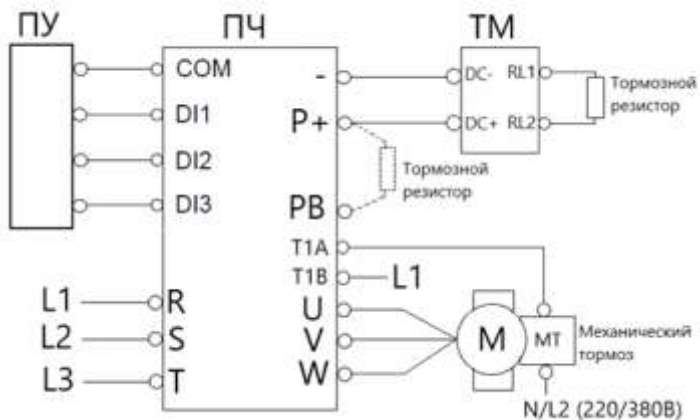 ПУ
ПЧ
ТМ
COM
-
DC-
RL1
Тормозной
резистор
DI1
P+
DC+
RL2
DI2
Тормозной
резистор
DI3
PB
T1A
T1B
L1
L1
R
U
L2
S
V
M
МТ
Механический
тормоз
L3
T
W
N/L2 (220/380В)